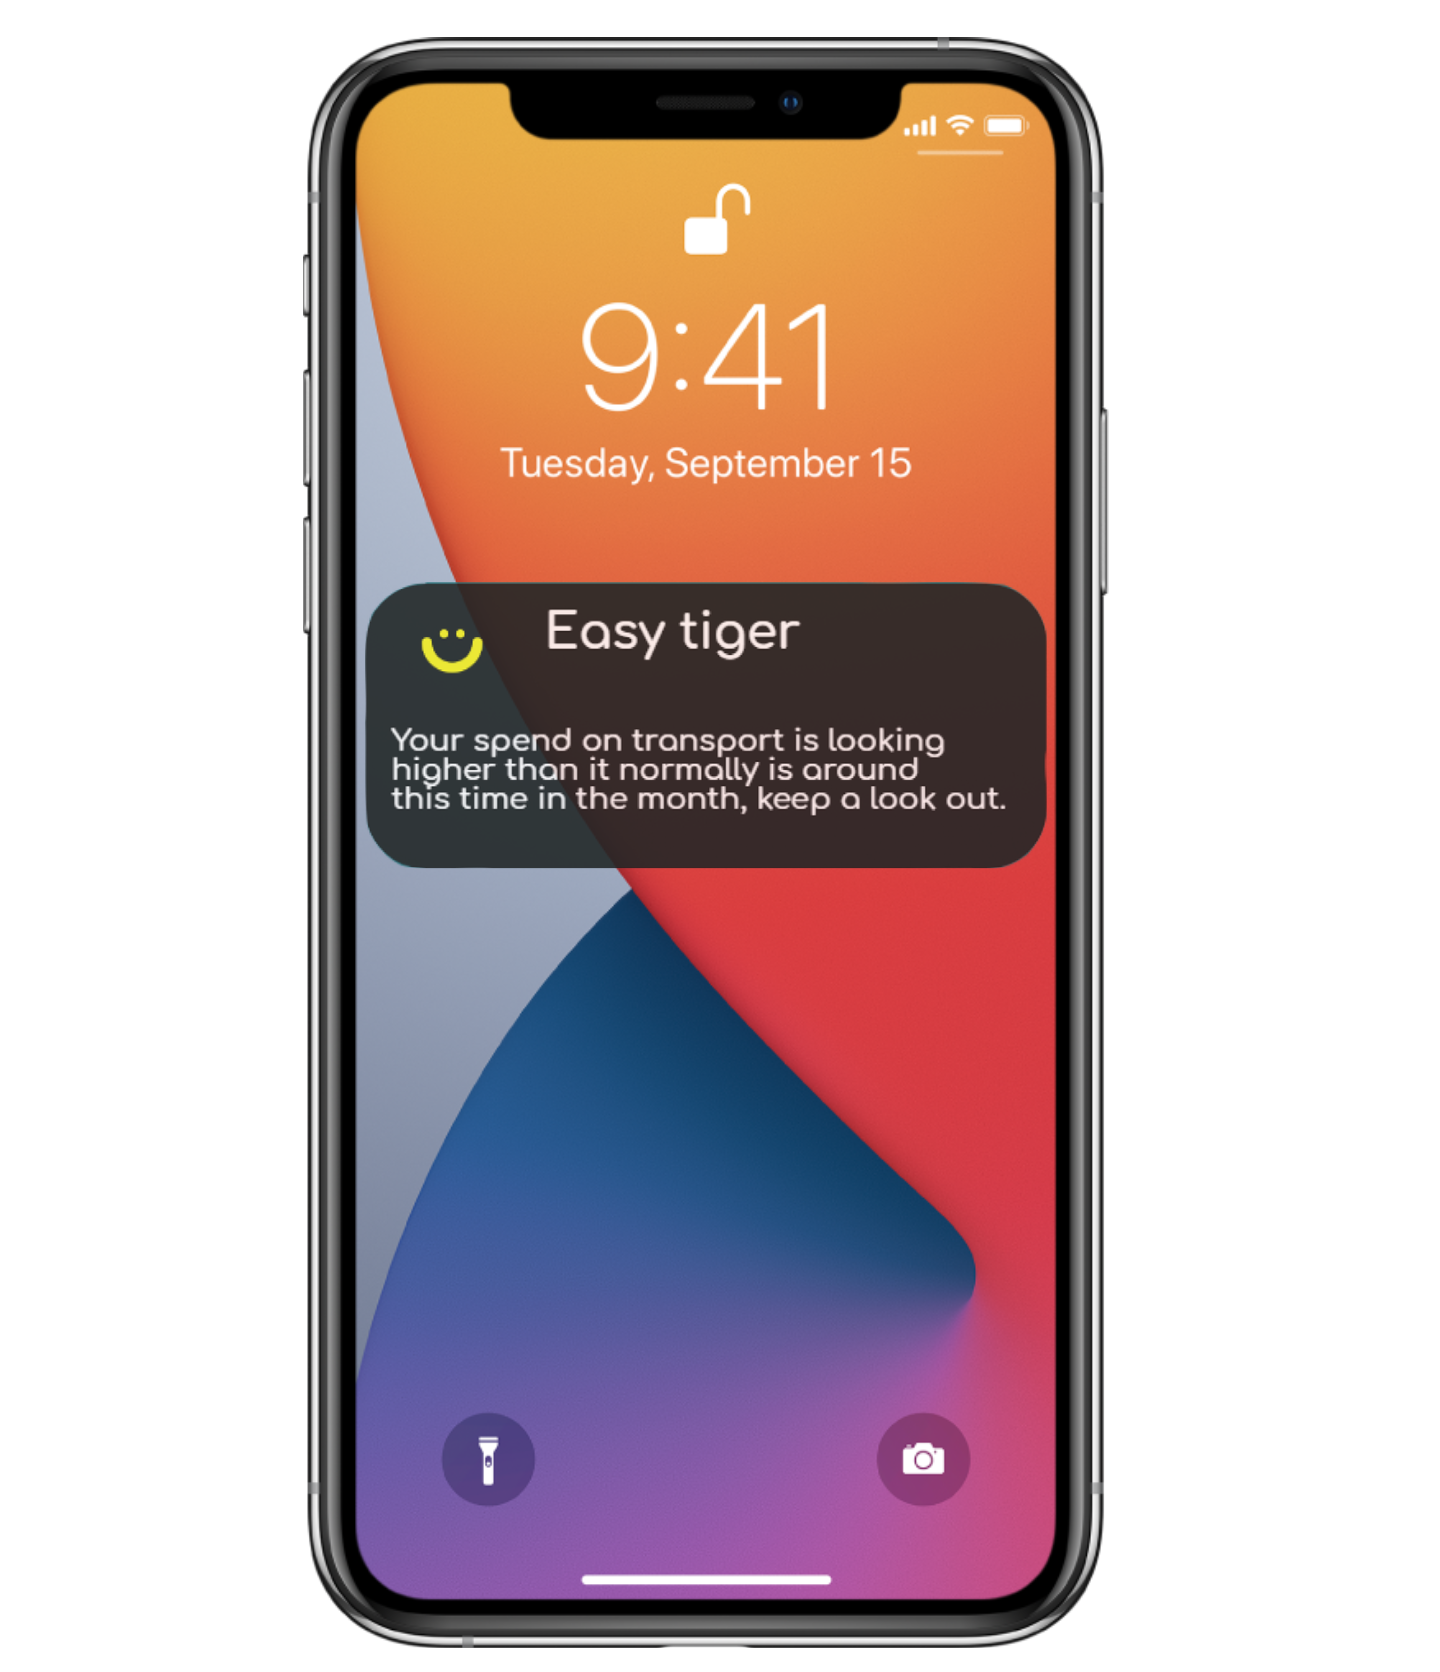 9:41
Tuesday, September 15
Easy tiger
Your spend on transport is looking
higher than it normally is around
this time in the month, keep a look out.